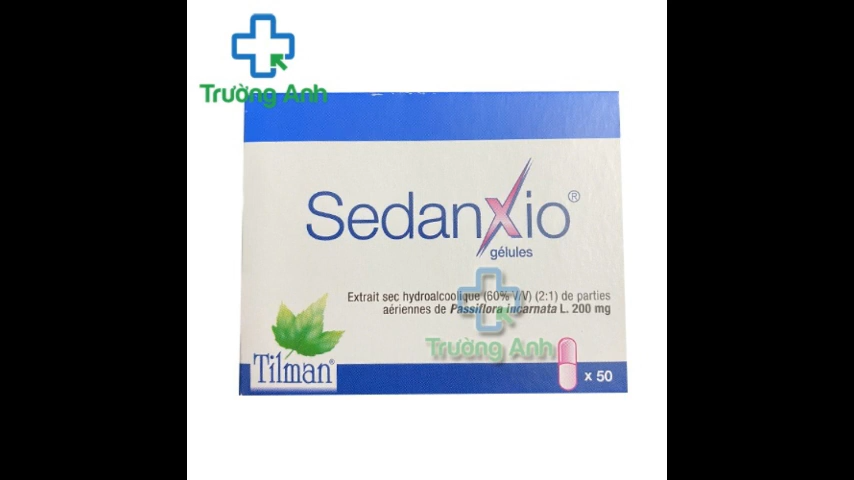 Trường Anh
SedanXio®
gélules
Extrait sec hydroalcoolique (60% V/V) (2:1) de parties
aériennes de Passiflora incarnata L. 200 mg
Trường Anh
Tilman®
x 50